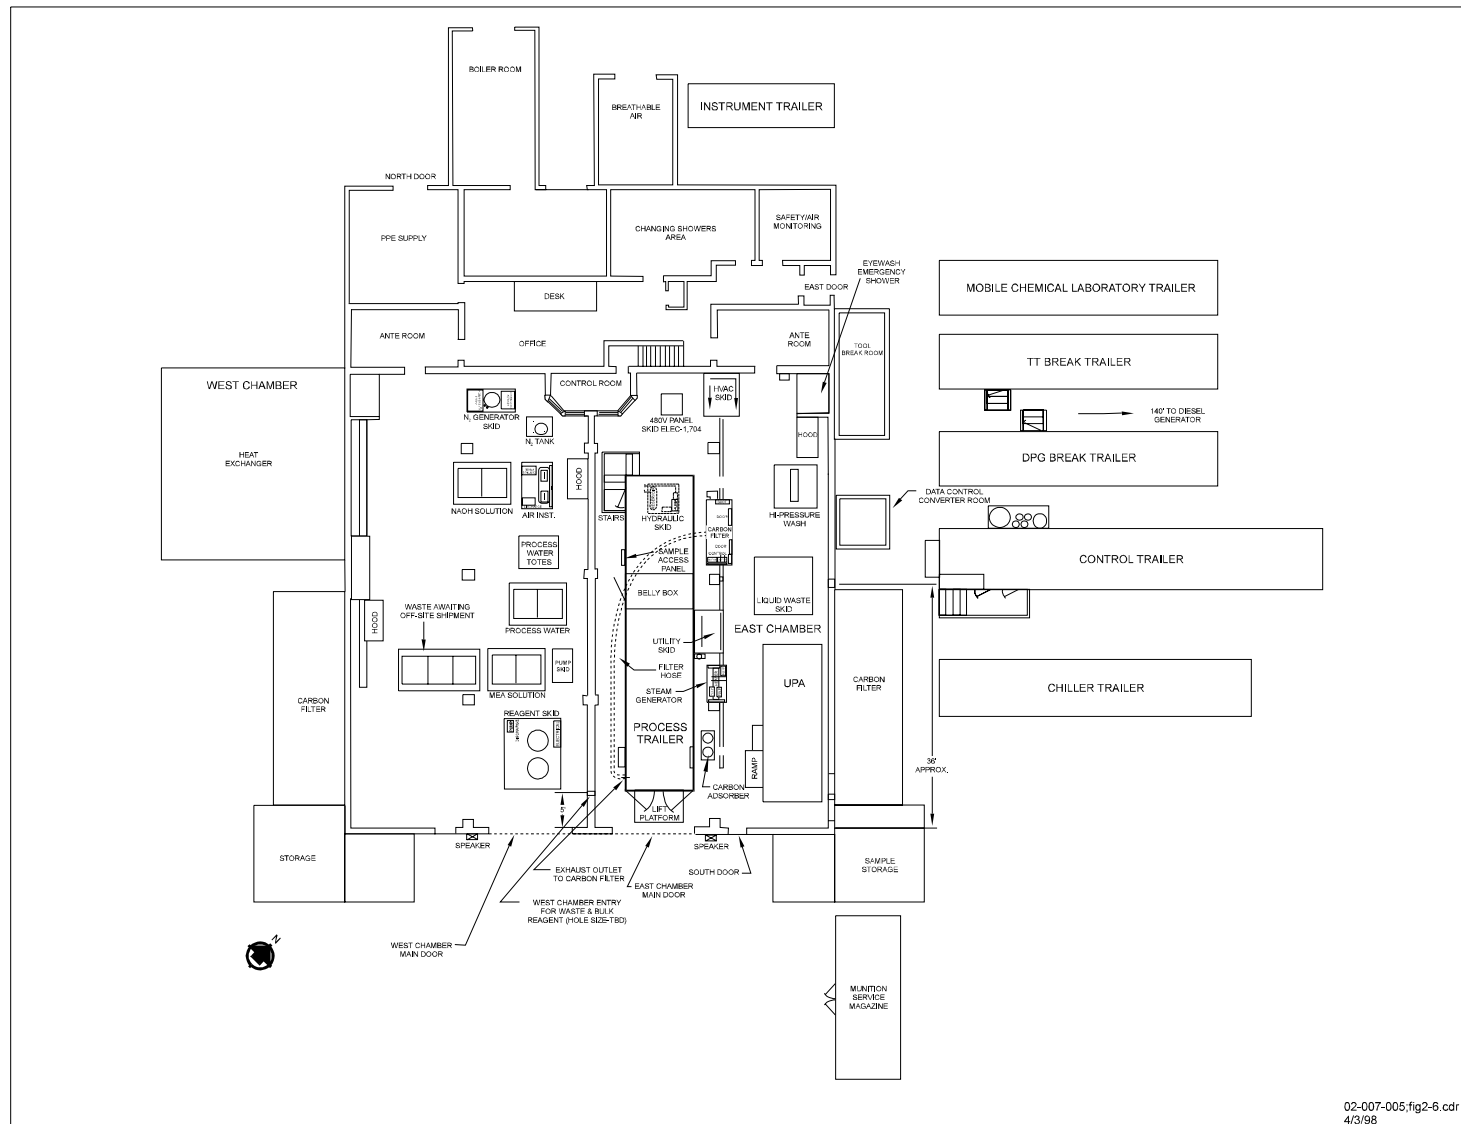 BOILER ROOM
BREATHABLE
AIR
INSTRUMENT TRAILER
NORTH DOOR
PPE SUPPLY
CHANGING SHOWERS
AREA
SAFETY/AIR
MONITORING
EYEWASH
EMERGENCY
SHOWER
EAST DOOR
DESK
MOBILE CHEMICAL LABORATORY TRAILER
ANTE ROOM
OFFICE
ANTE
ROOM
TOOL
BREAK ROOM
TT BREAK TRAILER
WEST CHAMBER
CONTROL ROOM
HVAC
SKID
N₂ GENERATOR
SKID
480V PANEL
SKID ELEC-1,704
140' TO DIESEL
GENERATOR
N₂ TANK
HOOD
HEAT
EXCHANGER
DPG BREAK TRAILER
HOOD
DATA CONTROL
CONVERTER ROOM
NAOH SOLUTION
AIR INST.
STAIRS
HYDRAULIC
SKID
HI-PRESSURE
WASH
DOOR
CARBON
FILTER
DOOR
CONTROL
PROCESS
WATER
TOTES
SAMPLE
ACCESS
PANEL
CONTROL TRAILER
BELLY BOX
LIQUID WASTE
SKID
WASTE AWAITING
OFF-SITE SHIPMENT
HOOD
PROCESS WATER
EAST CHAMBER
UTILITY
SKID
PUMP
SKID
FILTER
HOSE
UPA
CARBON
FILTER
CHILLER TRAILER
MEA SOLUTION
STEAM
GENERATOR
CARBON
FILTER
REAGENT SKID
PROCESS
TRAILER
RAMP
36'
APPROX.
CARBON
ADSORBER
5'
LIFT
PLATFORM
SPEAKER
SPEAKER
STORAGE
EXHAUST OUTLET
TO CARBON FILTER
SOUTH DOOR
SAMPLE
STORAGE
EAST CHAMBER
MAIN DOOR
WEST CHAMBER ENTRY
FOR WASTE & BULK
REAGENT (HOLE SIZE-TBD)
N
WEST CHAMBER
MAIN DOOR
MUNITION
SERVICE
MAGAZINE
02-007-005;fig2-6.cdr
4/3/98